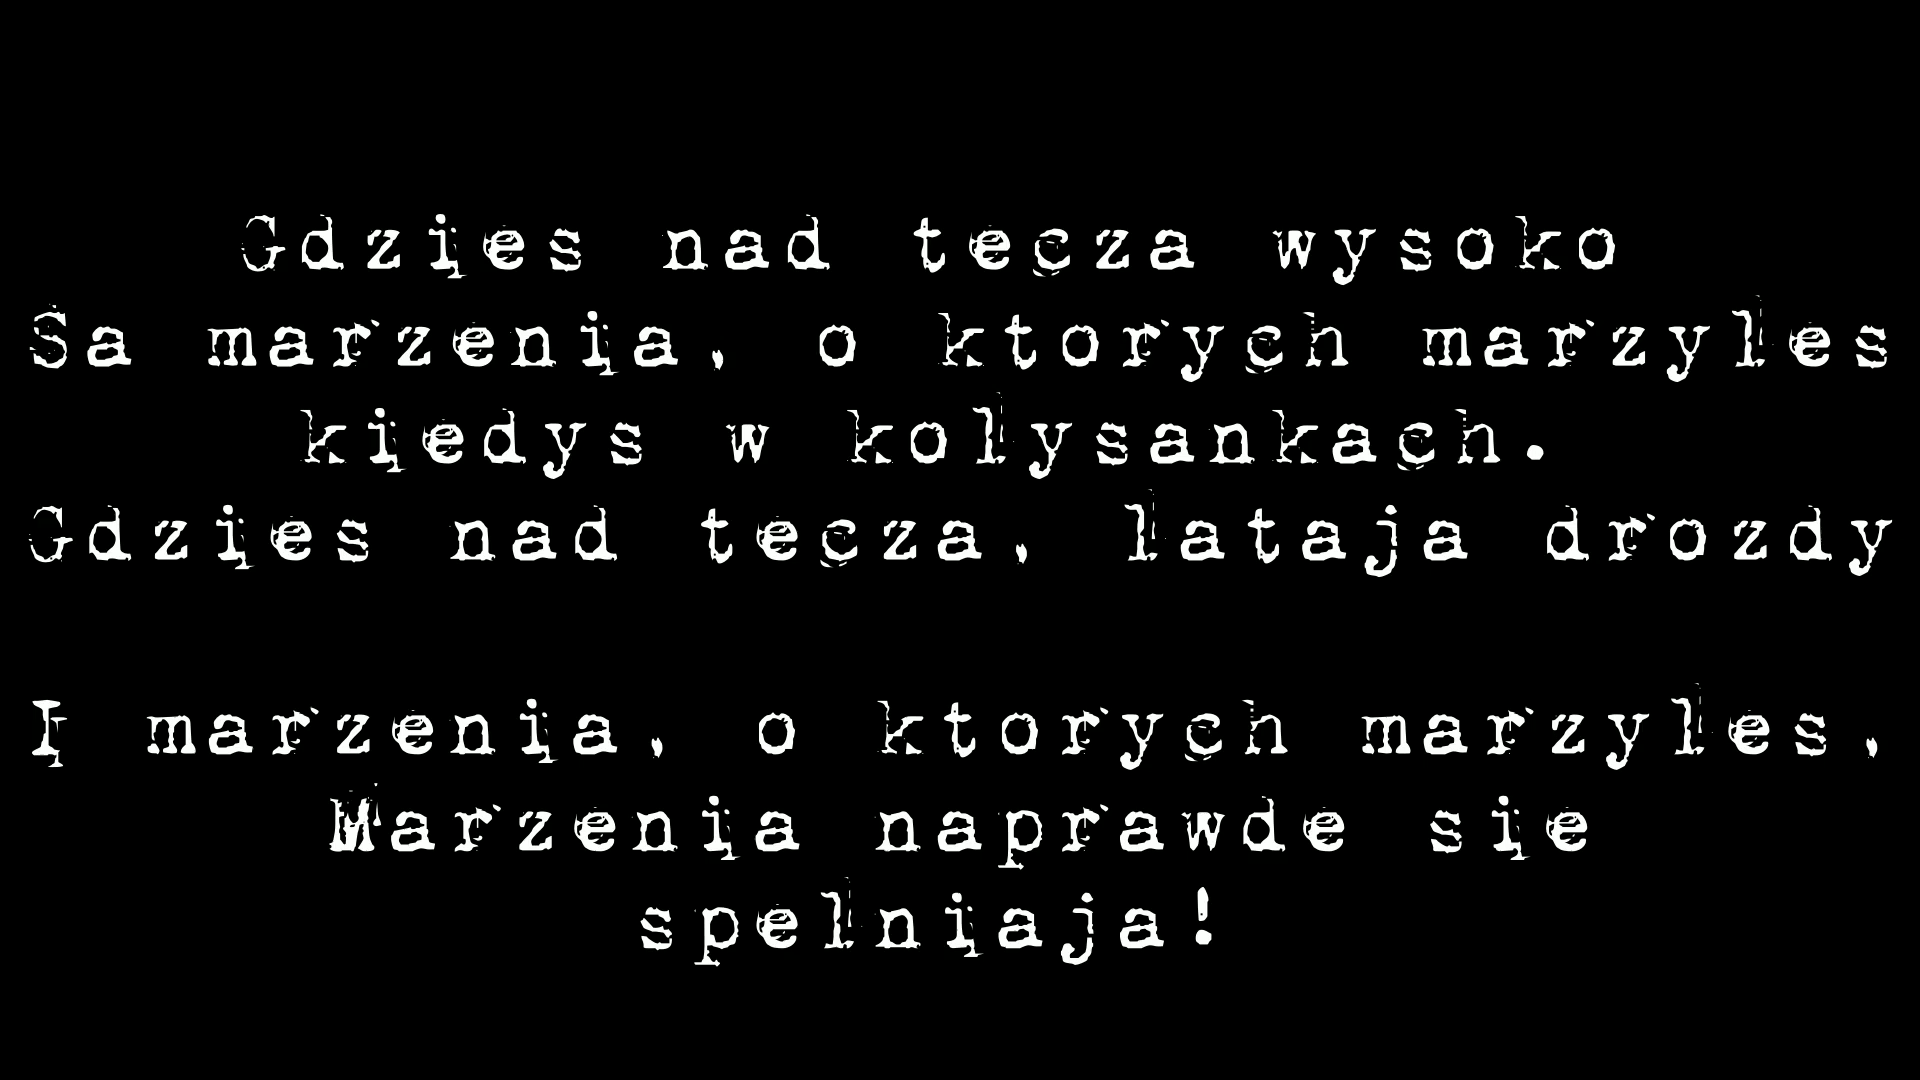 Gdzies nad tecza wysoko
Sa marzenia, o ktorych marzyles
kiedys w kolysankach.
Gdzies nad tecza, lataja drozdy
I marzenia, o ktorych marzyles,
Marzenia naprawde sie
spelniaja!